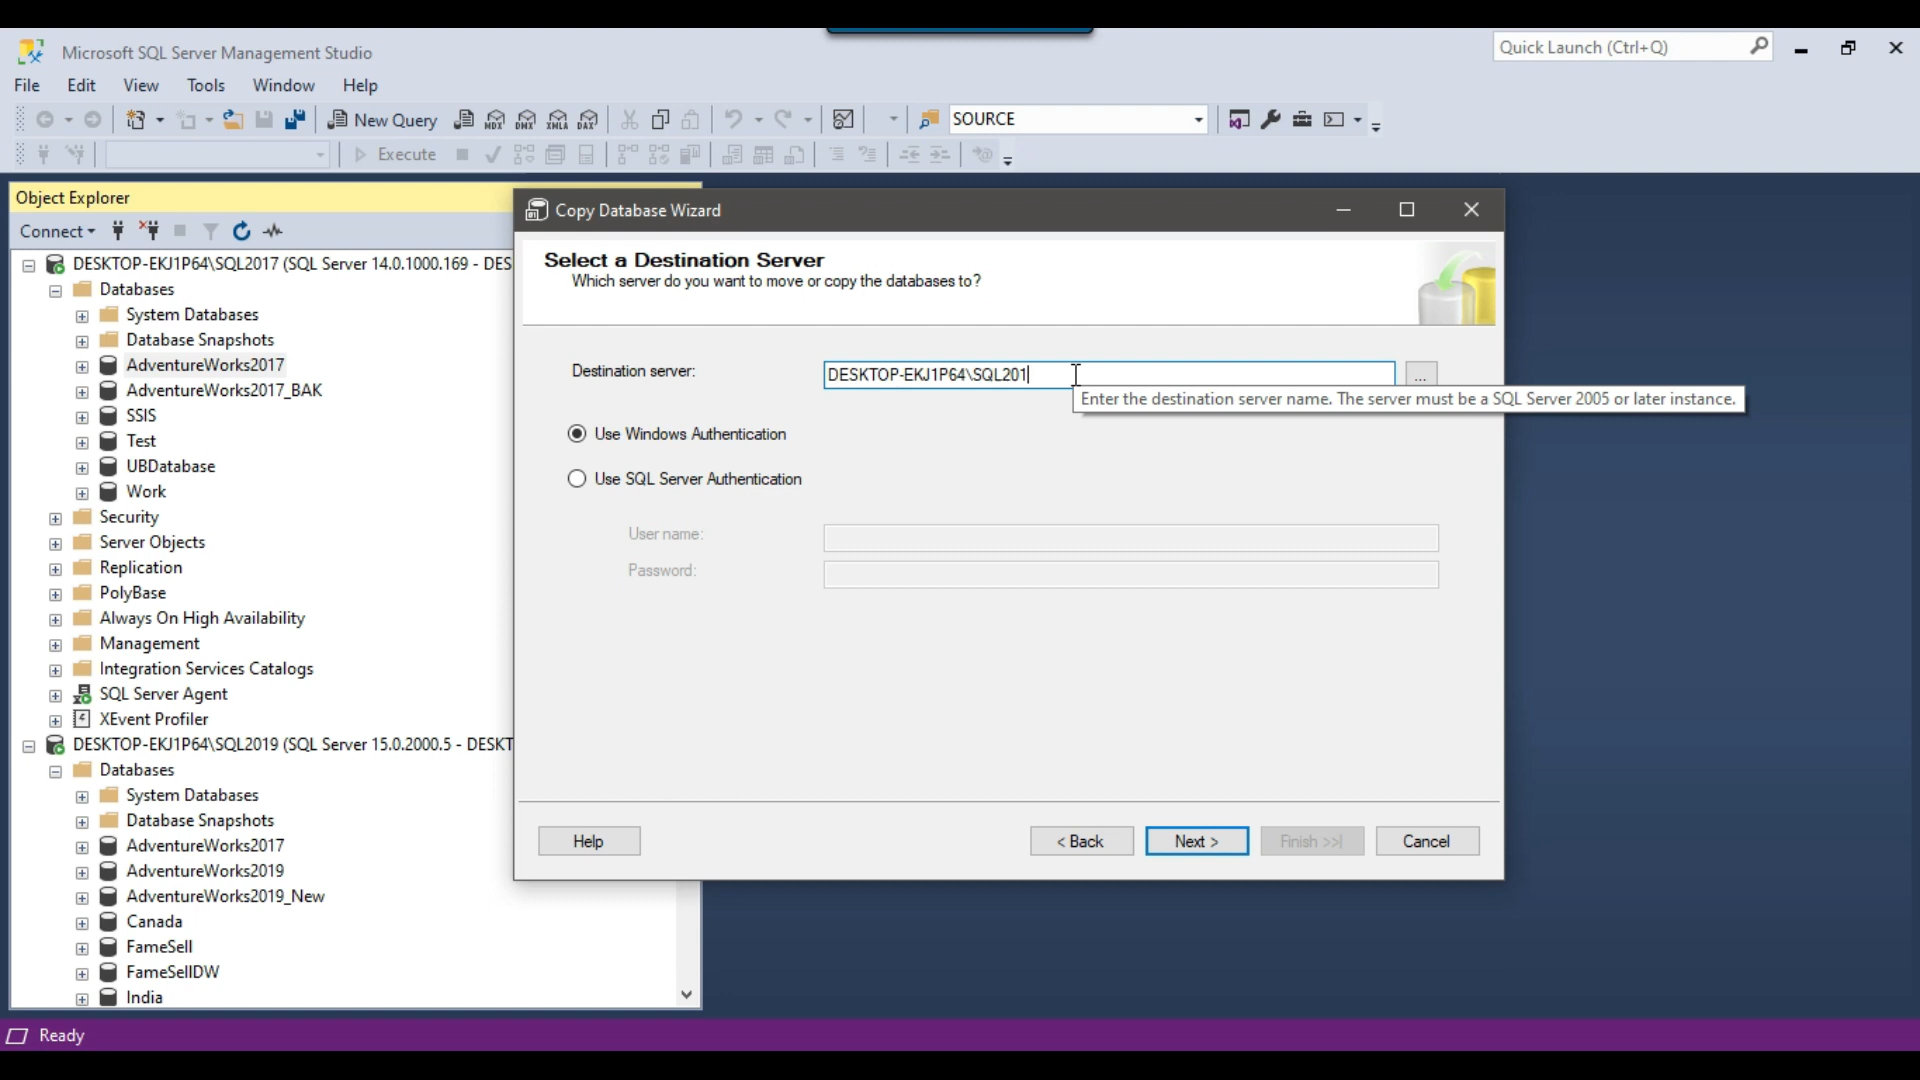 Microsoft SQL Server Management Studio
Quick Launch (Ctrl+Q)
File Edit View Tools Window Help
New Query MDX DMX XMLA DAX SOURCE
Execute
Object Explorer
Connect
DESKTOP-EKJ1P64\SQL2017 (SQL Server 14.0.1000.169 - DES
Databases
System Databases
Database Snapshots
AdventureWorks2017
AdventureWorks2017_BAK
SSIS
Test
UBDatabase
Work
Security
Server Objects
Replication
PolyBase
Always On High Availability
Management
Integration Services Catalogs
SQL Server Agent
XEvent Profiler
DESKTOP-EKJ1P64\SQL2019 (SQL Server 15.0.2000.5 - DESKT
Databases
System Databases
Database Snapshots
AdventureWorks2017
AdventureWorks2019
AdventureWorks2019_New
Canada
FameSell
FameSellDW
India
Copy Database Wizard
Select a Destination Server
Which server do you want to move or copy the databases to?
Destination server: DESKTOP-EKJ1P64\SQL201 ...
Enter the destination server name. The server must be a SQL Server 2005 or later instance.
Use Windows Authentication
Use SQL Server Authentication
User name:
Password:
Help < Back Next > Finish >>| Cancel
Ready